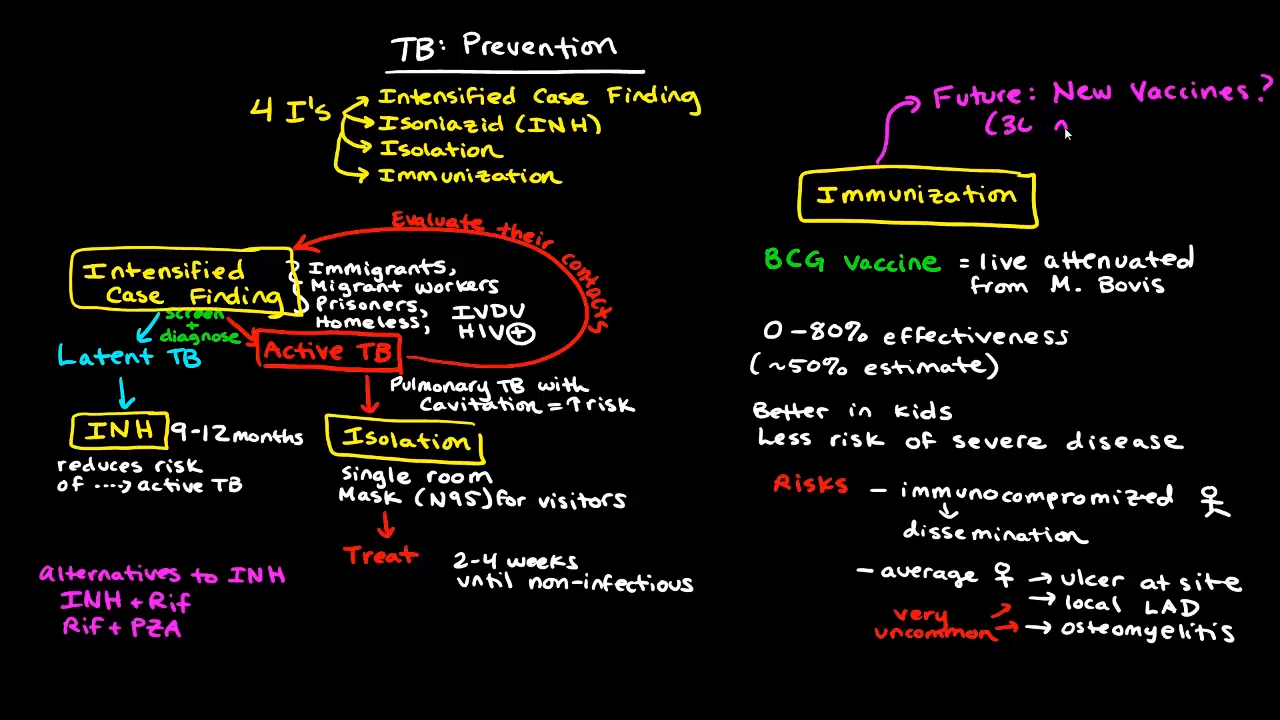 TB: Prevention
4 I's
Intensified Case Finding
Isoniazid (INH)
Isolation
Immunization
Evaluate their contacts
Intensified
Case Finding
Immigrants,
Migrant workers
Prisoners,
Homeless,
IVDU
HIV+
screen
+
diagnose
Latent TB
Active TB
INH
9-12 months
reduces risk
of ----> active TB
Pulmonary TB with
Cavitation = ↑ risk
Isolation
single room
Mask (N95) for visitors
Treat
2-4 weeks
until non-infectious
alternatives to INH
INH + Rif
Rif + PZA
Future: New Vaccines?
(30
Immunization
BCG vaccine = live attenuated
from M. Bovis
0-80% effectiveness
(~50% estimate)
Better in kids
Less risk of severe disease
Risks - immunocompromized
dissemination
- average → ulcer at site
→ local LAD
very
uncommon → osteomyelitis